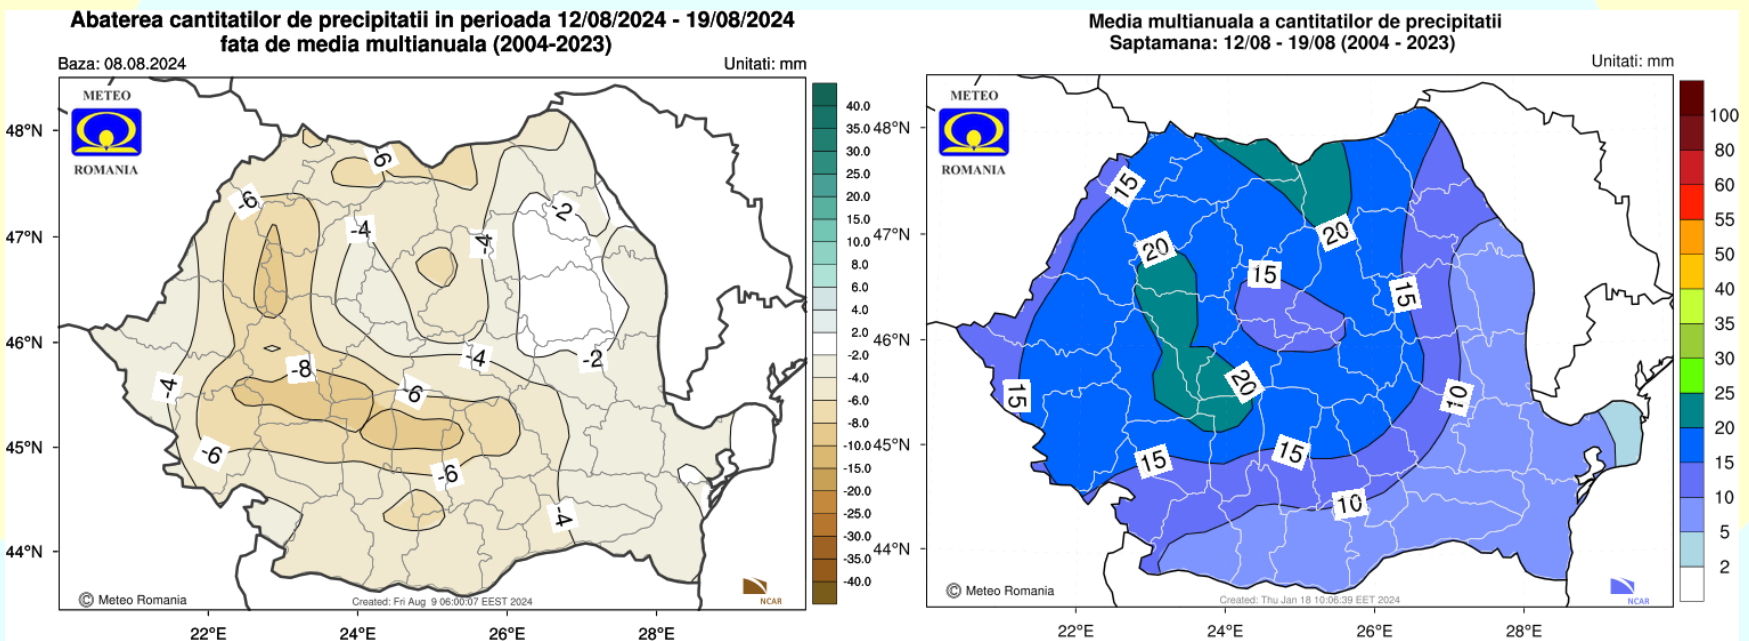 Abaterea cantitatilor de precipitatii in perioada 12/08/2024 - 19/08/2024
fata de media multianuala (2004-2023)
Baza: 08.08.2024
Unitati: mm
METEO
ROMANIA
48°N
47°N
46°N
45°N
44°N
22°E
24°E
26°E
28°E
-6
-6
-2
-4
-4
-4
-2
-8
-4
-6
-6
-6
-4
40.0
35.0
30.0
25.0
20.0
15.0
10.0
8.0
6.0
4.0
2.0
-2.0
-4.0
-6.0
-8.0
-10.0
-15.0
-20.0
-25.0
-30.0
-35.0
-40.0
© Meteo Romania
Created: Fri Aug 9 06:00:07 EEST 2024
NCAR
Media multianuala a cantitatilor de precipitatii
Saptamana: 12/08 - 19/08 (2004 - 2023)
Unitati: mm
METEO
ROMANIA
48°N
47°N
46°N
45°N
44°N
22°E
24°E
26°E
28°E
15
20
20
15
15
15
20
10
15
15
10
100
80
60
55
50
40
35
30
25
20
15
10
5
2
© Meteo Romania
Created: Thu Jan 18 10:06:39 EET 2024
NCAR